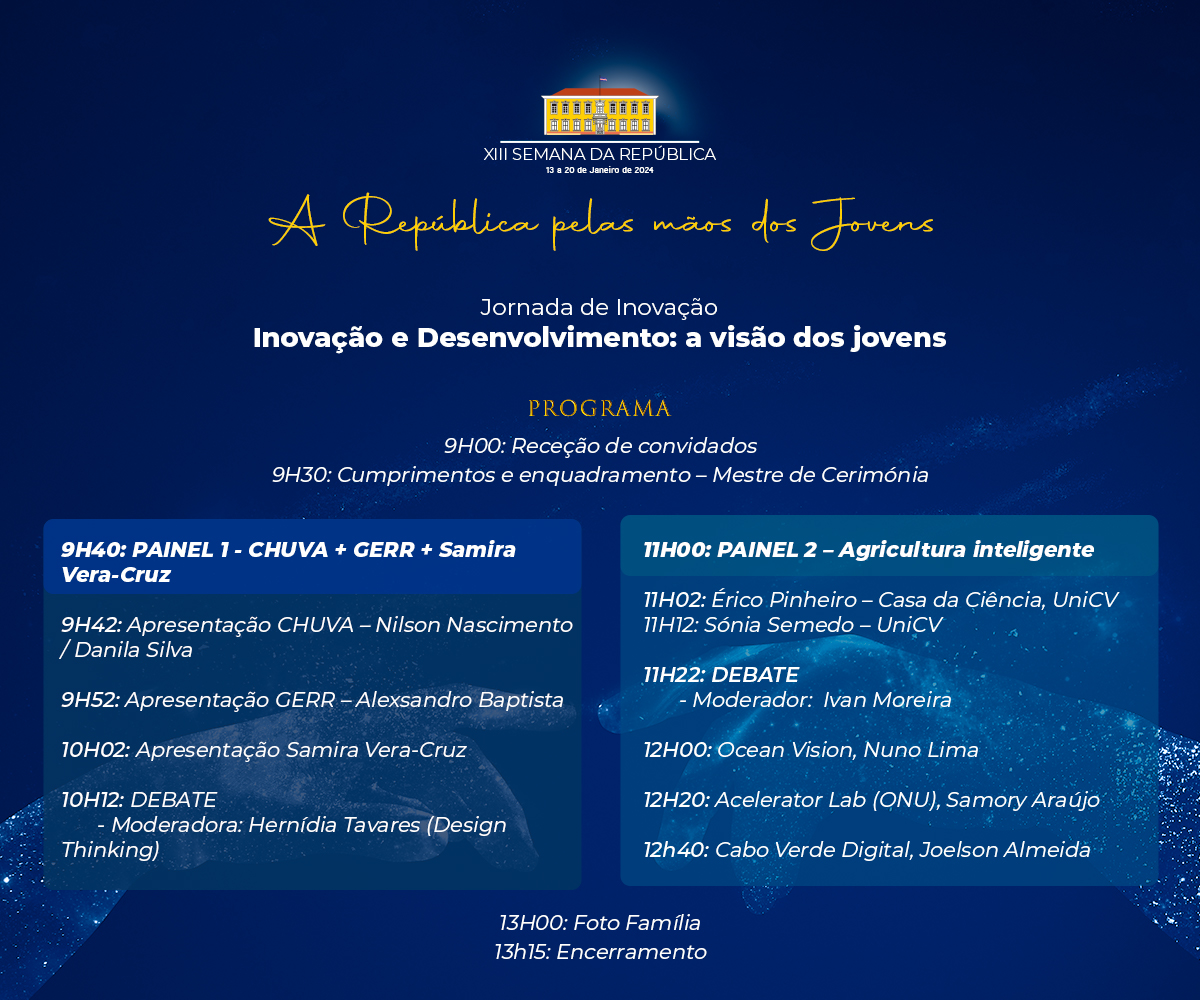 XIII SEMANA DA REPÚBLICA
13 a 20 de Janeiro de 2024
A República pelas mãos dos Jovens
Jornada de Inovação
Inovação e Desenvolvimento: a visão dos jovens
PROGRAMA
9H00: Receção de convidados
9H30: Cumprimentos e enquadramento – Mestre de Cerimónia
9H40: PAINEL 1 - CHUVA + GERR + Samira
Vera-Cruz
9H42: Apresentação CHUVA – Nilson Nascimento
/ Danila Silva
9H52: Apresentação GERR – Alexsandro Baptista
10H02: Apresentação Samira Vera-Cruz
10H12: DEBATE
- Moderadora: Hernídia Tavares (Design
Thinking)
11H00: PAINEL 2 – Agricultura inteligente
11H02: Érico Pinheiro – Casa da Ciência, UniCV
11H12: Sónia Semedo – UniCV
11H22: DEBATE
- Moderador: Ivan Moreira
12H00: Ocean Vision, Nuno Lima
12H20: Acelerator Lab (ONU), Samory Araújo
12h40: Cabo Verde Digital, Joelson Almeida
13H00: Foto Família
13h15: Encerramento